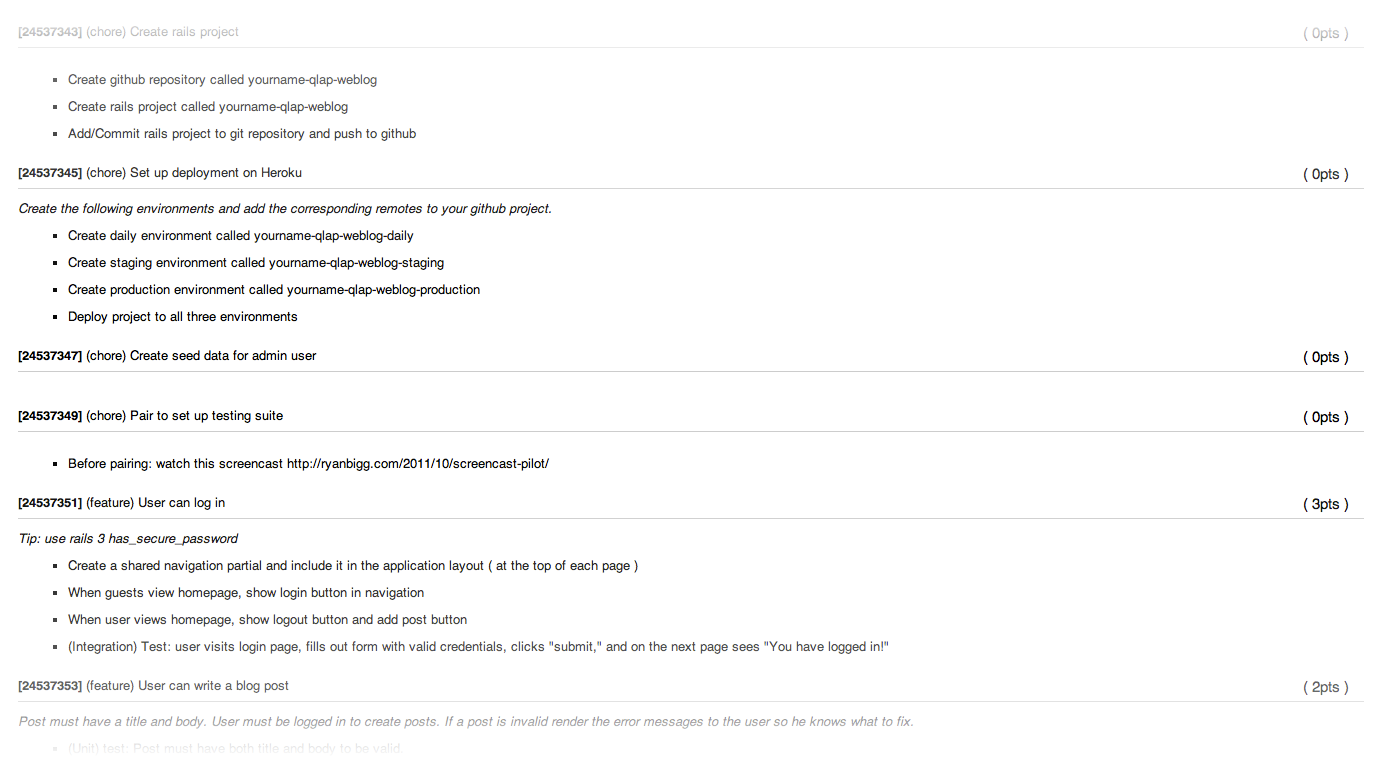 [24537343] (chore) Create rails project ( 0pts )
Create github repository called yourname-qlap-weblog
Create rails project called yourname-qlap-weblog
Add/Commit rails project to git repository and push to github
[24537345] (chore) Set up deployment on Heroku ( 0pts )
Create the following environments and add the corresponding remotes to your github project.
Create daily environment called yourname-qlap-weblog-daily
Create staging environment called yourname-qlap-weblog-staging
Create production environment called yourname-qlap-weblog-production
Deploy project to all three environments
[24537347] (chore) Create seed data for admin user ( 0pts )
[24537349] (chore) Pair to set up testing suite ( 0pts )
Before pairing: watch this screencast http://ryanbigg.com/2011/10/screencast-pilot/
[24537351] (feature) User can log in ( 3pts )
Tip: use rails 3 has_secure_password
Create a shared navigation partial and include it in the application layout ( at the top of each page )
When guests view homepage, show login button in navigation
When user views homepage, show logout button and add post button
(Integration) Test: user visits login page, fills out form with valid credentials, clicks "submit," and on the next page sees "You have logged in!"
[24537353] (feature) User can write a blog post ( 2pts )
Post must have a title and body. User must be logged in to create posts. If a post is invalid render the error messages to the user so he knows what to fix.
(Unit) test: Post must have both title and body to be valid